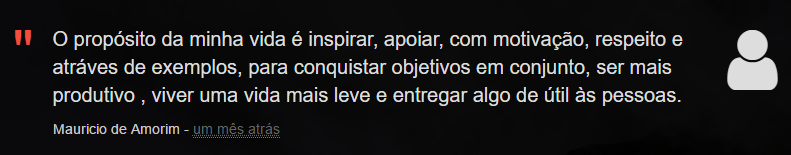 " O propósito da minha vida é inspirar, apoiar, com motivação, respeito e
atráves de exemplos, para conquistar objetivos em conjunto, ser mais
produtivo , viver uma vida mais leve e entregar algo de útil às pessoas.
Mauricio de Amorim - um mês atrás